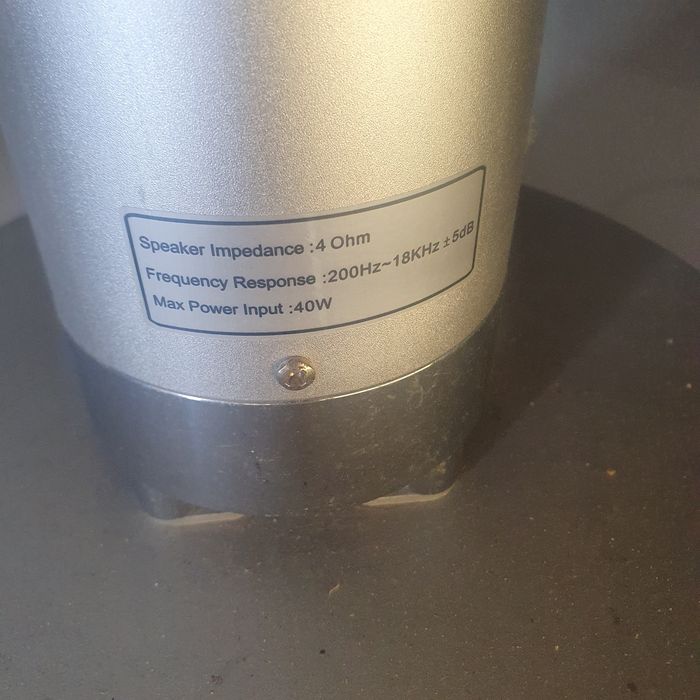 Speaker Impedance :4 Ohm
Frequency Response :200Hz~18KHz ±5dB
Max Power Input :40W